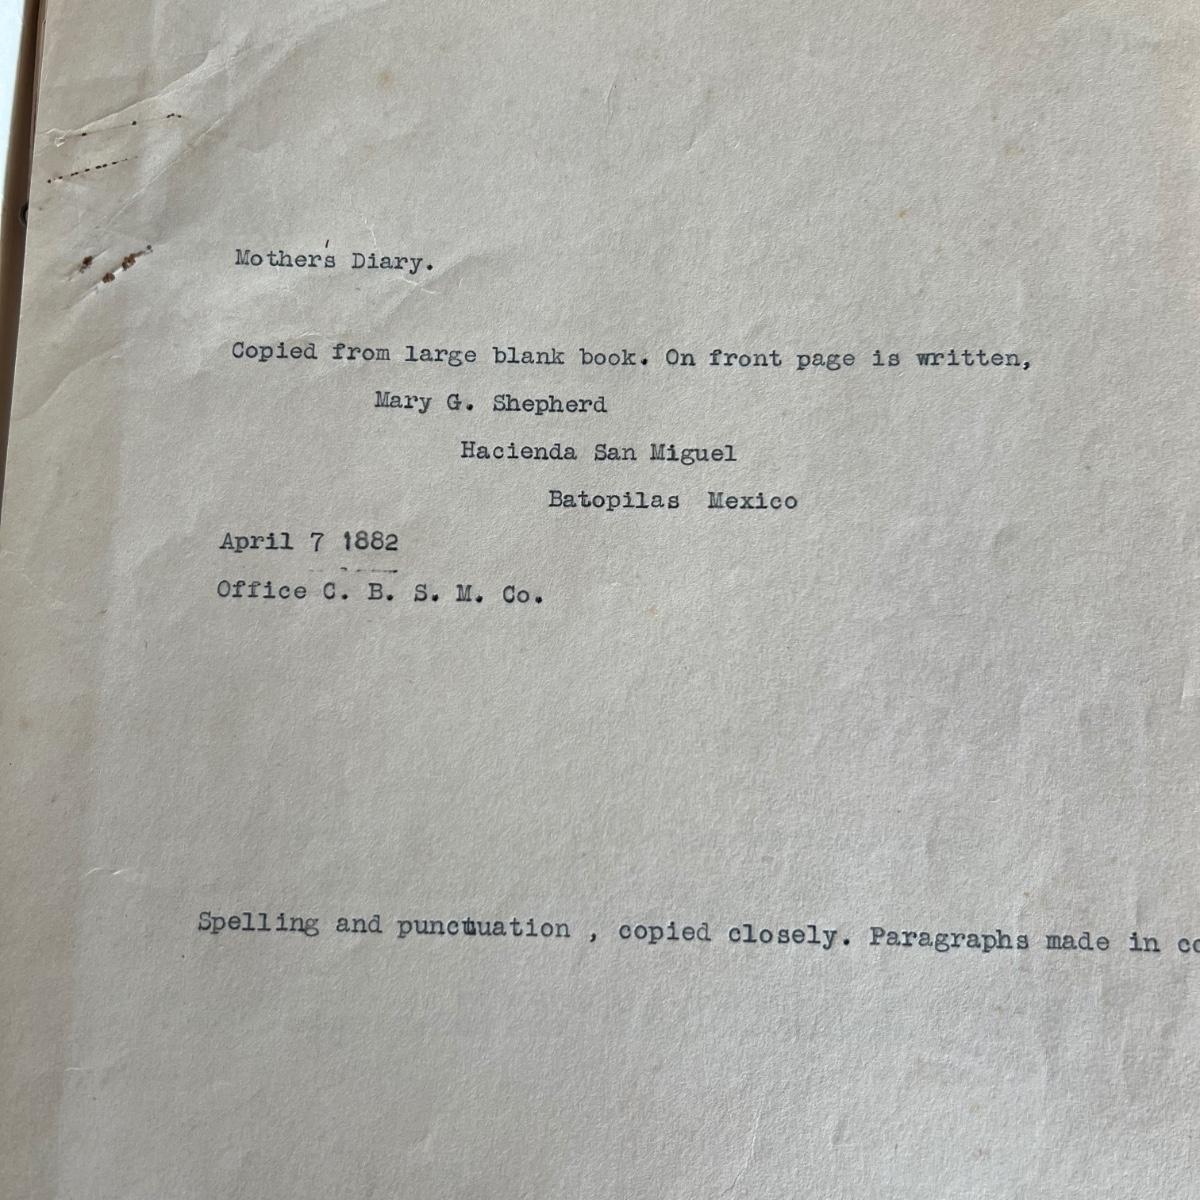 Mother's Diary.
Copied from large blank book. On front page is written,
Mary G. Shepherd
Hacienda San Miguel
Batopilas Mexico
April 7 1882
Office C. B. S. M. Co.
Spelling and punctuation , copied closely. Paragraphs made in co